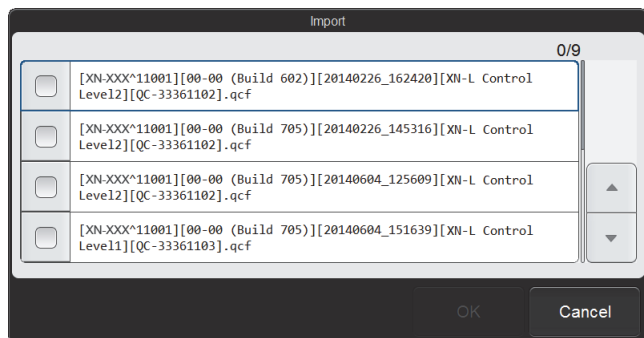 Import
0/9
[XN-XXX^11001][00-00 (Build 602)][20140226_162420][XN-L Control
Level2][QC-33361102].qcf
[XN-XXX^11001][00-00 (Build 705)][20140226_145316][XN-L Control
Level2][QC-33361102].qcf
[XN-XXX^11001][00-00 (Build 705)][20140604_125609][XN-L Control
Level2][QC-33361102].qcf
[XN-XXX^11001][00-00 (Build 705)][20140604_151639][XN-L Control
Level1][QC-33361103].qcf
OK
Cancel